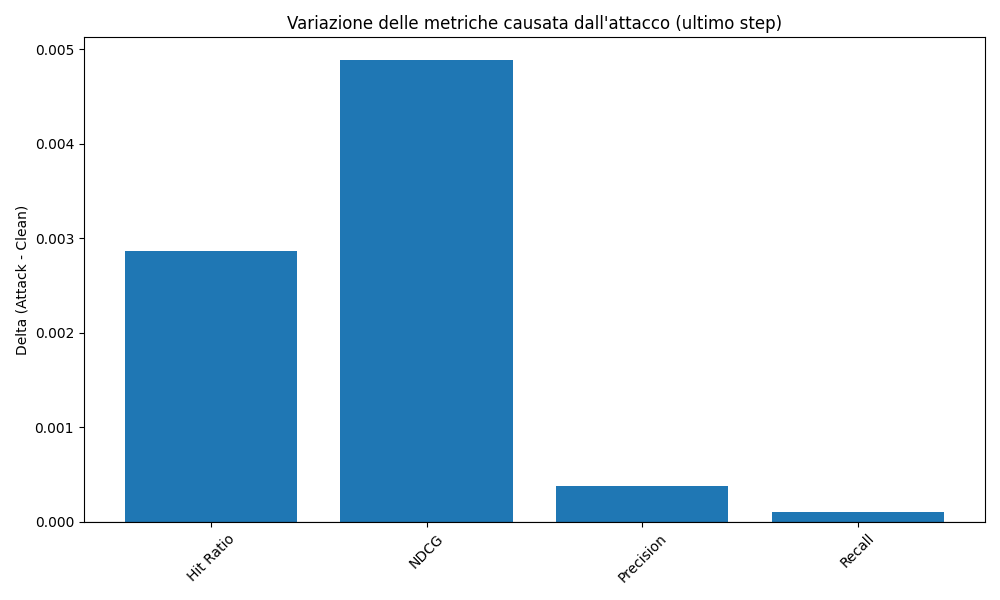 Variazione delle metriche causata dall'attacco (ultimo step)
Delta (Attack - Clean)
0.005
0.004
0.003
0.002
0.001
0.000
Hit Ratio
NDCG
Precision
Recall